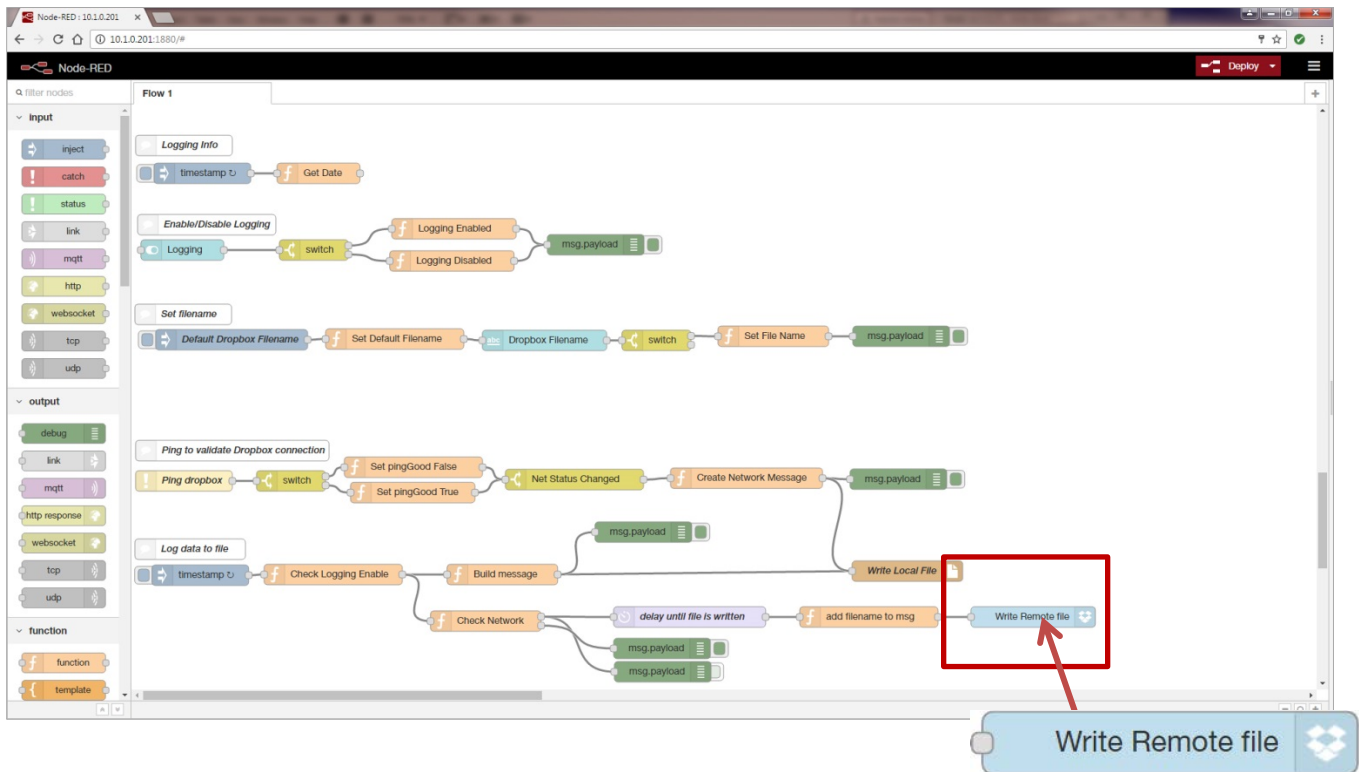 Node-RED : 10.1.0.201
10.1.0.201:1880/#
Node-RED
Deploy
filter nodes
Flow 1
input
inject
catch
status
link
mqtt
http
websocket
tcp
udp
output
debug
link
mqtt
http response
websocket
tcp
udp
function
function
template
Logging Info
timestamp ↻
Get Date
Enable/Disable Logging
Logging
switch
Logging Enabled
Logging Disabled
msg.payload
Set filename
Default Dropbox Filename
Set Default Filename
abc
Dropbox Filename
switch
Set File Name
msg.payload
Ping to validate Dropbox connection
Ping dropbox
switch
Set pingGood False
Set pingGood True
Net Status Changed
Create Network Message
msg.payload
msg.payload
Log data to file
timestamp ↻
Check Logging Enable
Build message
Write Local File
Check Network
delay until file is written
add filename to msg
Write Remote file
msg.payload
msg.payload
Write Remote file